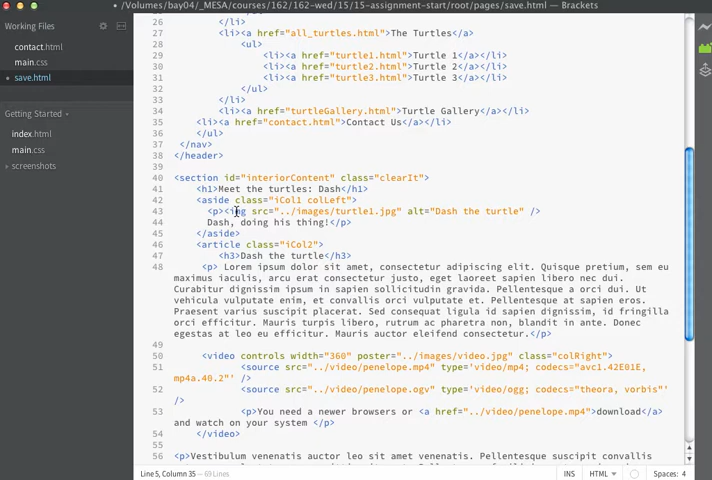 /Volumes/bay04/_MESA/courses/162/162-wed/15/15-assignment-start/root/pages/save.html — Brackets
Working Files
contact.html
main.css
save.html
Getting Started
index.html
main.css
screenshots
26 </li>
27 <li><a href="all_turtles.html">The Turtles</a>
28 <ul>
29 <li><a href="turtle1.html">Turtle 1</a></li>
30 <li><a href="turtle2.html">Turtle 2</a></li>
31 <li><a href="turtle3.html">Turtle 3</a></li>
32 </ul>
33 </li>
34 <li><a href="turtleGallery.html">Turtle Gallery</a></li>
35 <li><a href="contact.html">Contact Us</a></li>
36 </ul>
37 </nav>
38 </header>
39
40 <section id="interiorContent" class="clearIt">
41 <h1>Meet the turtles: Dash</h1>
42 <aside class="iCol1 colLeft">
43 <p><img src="../images/turtle1.jpg" alt="Dash the turtle" />
44 Dash, doing his thing!</p>
45 </aside>
46 <article class="iCol2">
47 <h3>Dash the turtle</h3>
48 <p> Lorem ipsum dolor sit amet, consectetur adipiscing elit. Quisque pretium, sem eu
maximus iaculis, arcu risus consectetur justo, eget laoreet sapien libero nec dui.
Curabitur dignissim ipsum in sapien sollicitudin gravida. Pellentesque a orci dui. Ut
vehicula vulputate enim, et convallis orci vulputate et. Pellentesque at sapien eros.
Praesent varius suscipit placerat. Sed consequat ligula id sapien dignissim, id fringilla
orci efficitur. Mauris turpis libero, rutrum ac pharetra non, blandit in ante. Donec
egestas at leo eu efficitur. Mauris auctor eleifend consectetur.</p>
49
50 <video controls width="360" poster="../images/video.jpg" class="colRight">
51 <source src="../video/penelope.mp4" type='video/mp4; codecs="avc1.42E01E,
mp4a.40.2"' />
52 <source src="../video/penelope.ogv" type='video/ogg; codecs="theora, vorbis"'
/>
53 <p>You need a newer browsers or <a href="../video/penelope.mp4">download</a>
and watch on your system </p>
54 </video>
55
56 <p>Vestibulum venenatis auctor leo sit amet venenatis. Pellentesque suscipit convallis
Line 5, Column 35 — 69 Lines
INS
HTML
Spaces: 4